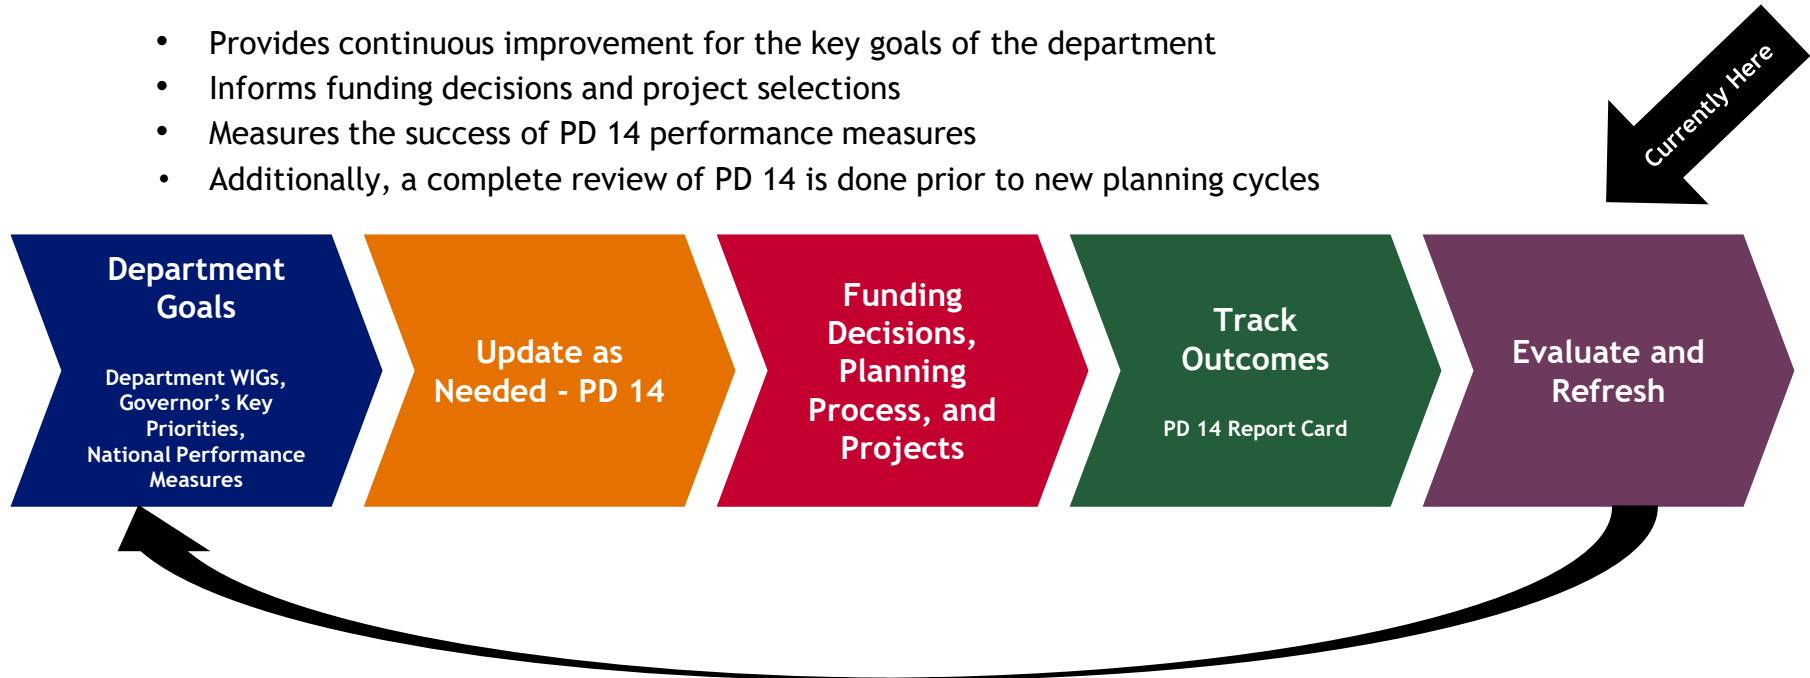 • Provides continuous improvement for the key goals of the department
• Informs funding decisions and project selections
• Measures the success of PD 14 performance measures
• Additionally, a complete review of PD 14 is done prior to new planning cycles
Currently Here
Department
Goals
Department WIGs,
Governor’s Key
Priorities,
National Performance
Measures
Update as
Needed - PD 14
Funding
Decisions,
Planning
Process, and
Projects
Track
Outcomes
PD 14 Report Card
Evaluate and
Refresh